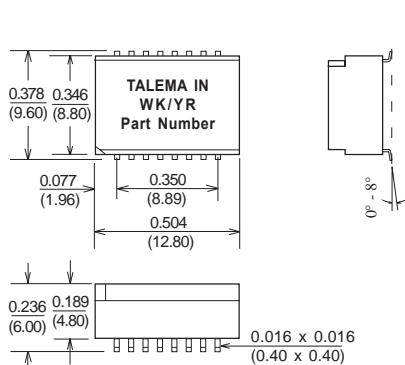 TALEMA IN
WK/YR
Part Number
0.378
(9.60)
0.346
(8.80)
0.077
(1.96)
0.350
(8.89)
0.504
(12.80)
0° - 8°
0.236
(6.00)
0.189
(4.80)
0.016 x 0.016
(0.40 x 0.40)